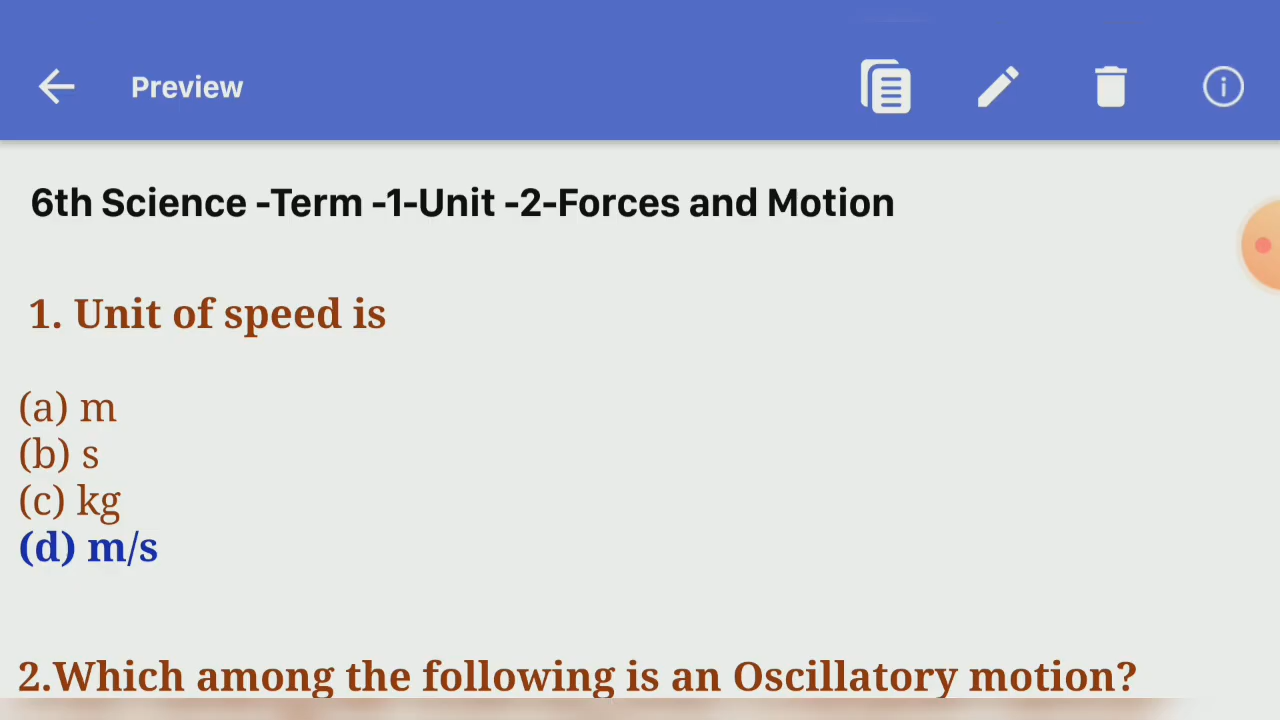 Preview
6th Science -Term -1-Unit -2-Forces and Motion
1. Unit of speed is
(a) m
(b) s
(c) kg
(d) m/s
2.Which among the following is an Oscillatory motion?